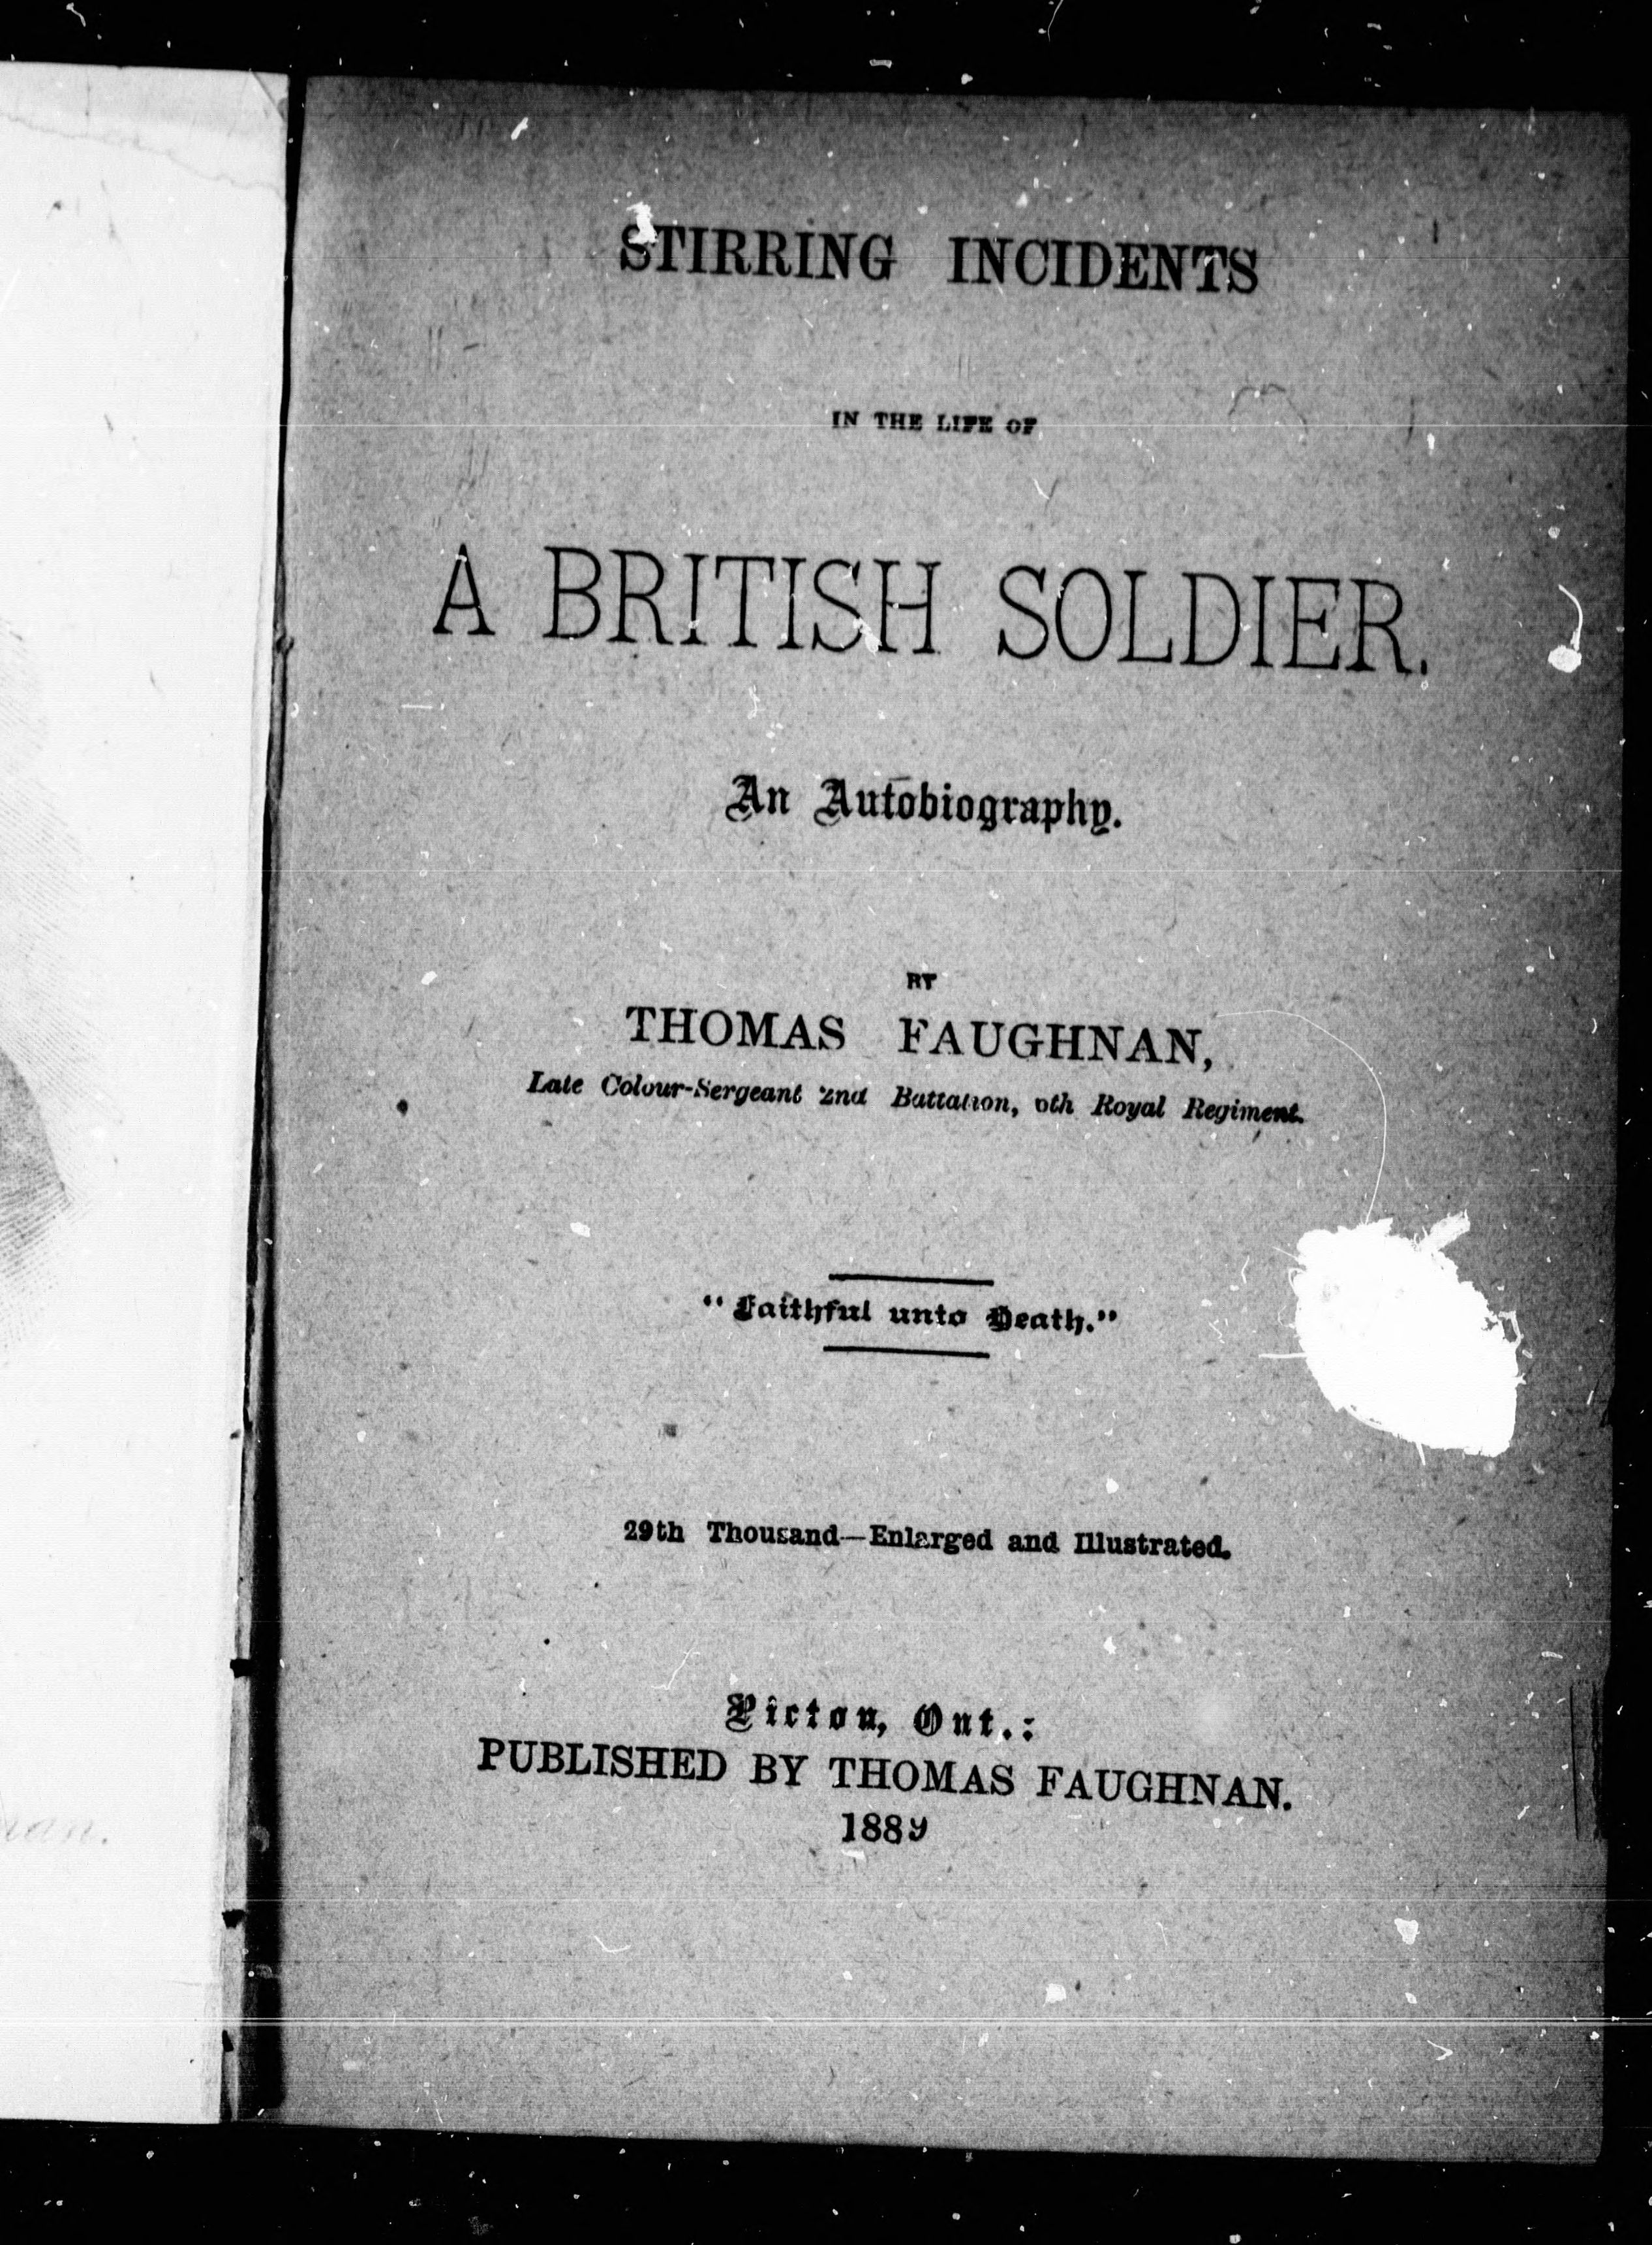 STIRRING INCIDENTS
IN THE LIFE OF
A BRITISH SOLDIER.
An Autobiography.
BY
THOMAS FAUGHNAN,
Late Colour-Sergeant 2nd Battalion, Royal Regiment.
"Faithful unto Death."
29th Thousand—Enlarged and Illustrated.
Picton, Ont.:
PUBLISHED BY THOMAS FAUGHNAN.
1889